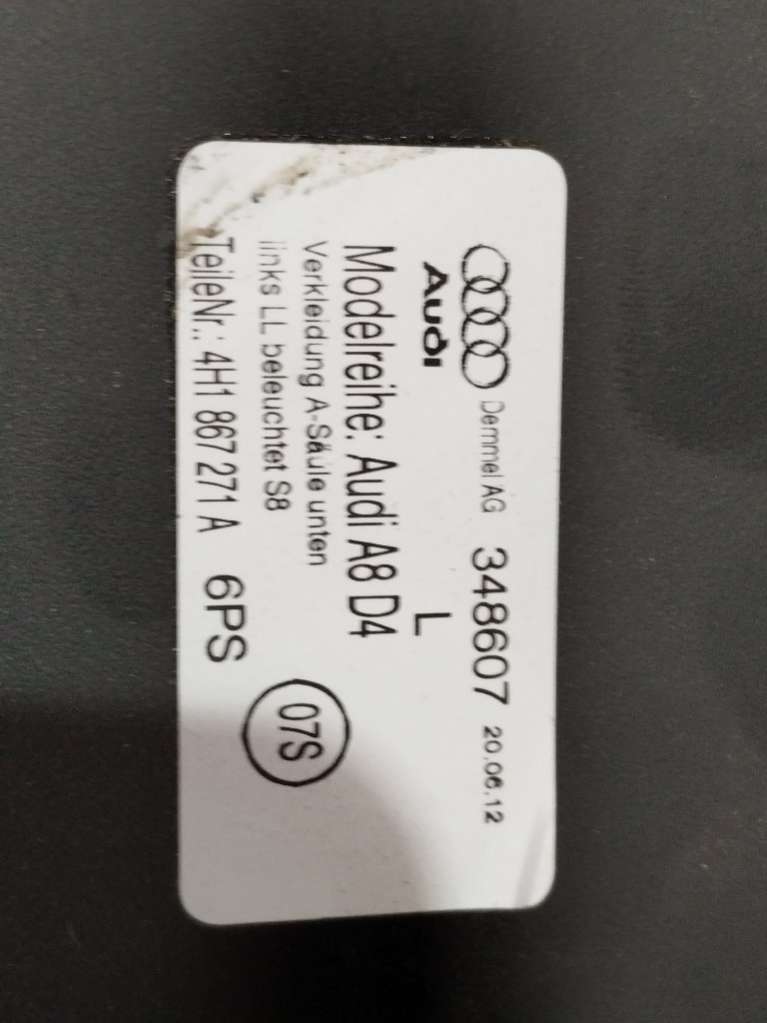 Demmel AG 348607 20.06.12
Audi
L
Modelreihe: Audi A8 D4
Verkleidung A-Säule unten
links LL beleuchtet S8
07S
TeileNr.: 4H1 867 271 A 6PS